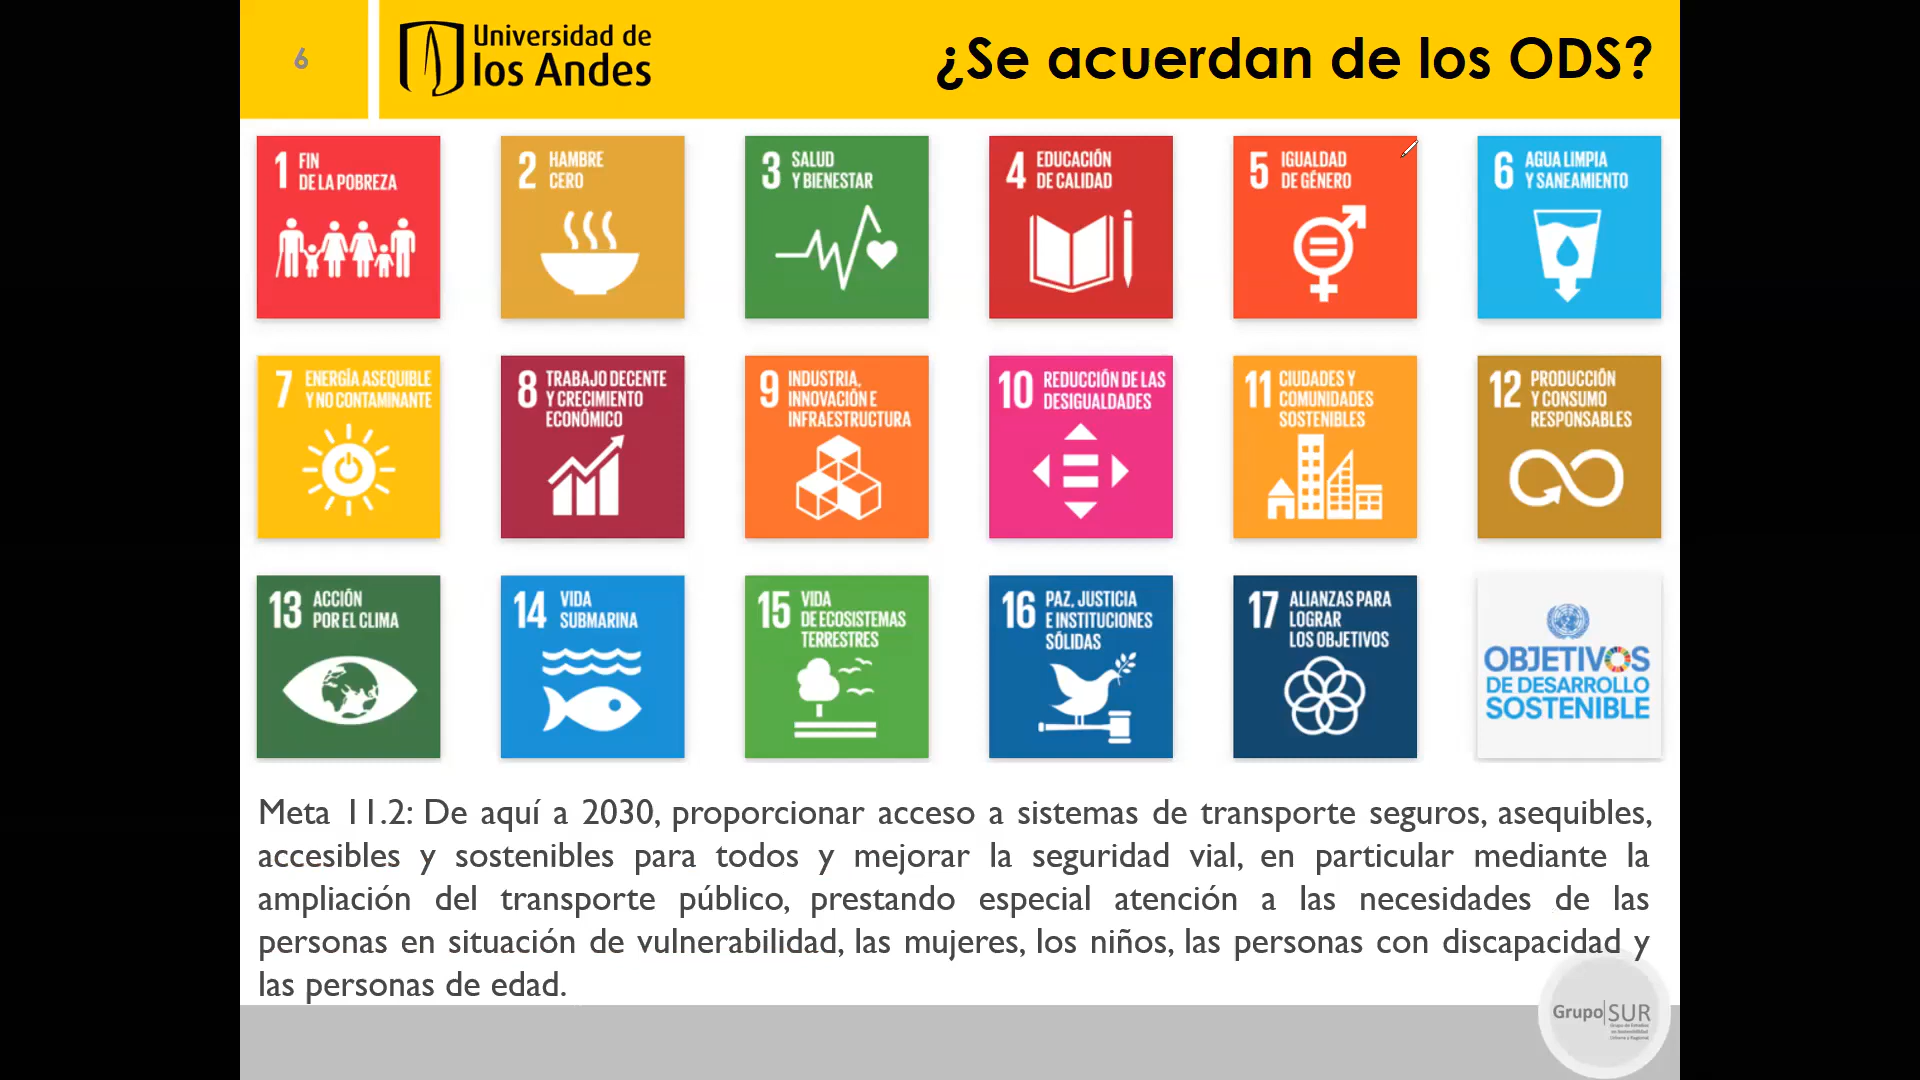 6
Universidad de
los Andes
¿Se acuerdan de los ODS?
1 FIN
DE LA POBREZA
2 HAMBRE
CERO
3 SALUD
Y BIENESTAR
4 EDUCACIÓN
DE CALIDAD
5 IGUALDAD
DE GÉNERO
6 AGUA LIMPIA
Y SANEAMIENTO
7 ENERGÍA ASEQUIBLE
Y NO CONTAMINANTE
8 TRABAJO DECENTE
Y CRECIMIENTO
ECONÓMICO
9 INDUSTRIA,
INNOVACIÓN E
INFRAESTRUCTURA
10 REDUCCIÓN DE LAS
DESIGUALDADES
11 CIUDADES Y
COMUNIDADES
SOSTENIBLES
12 PRODUCCIÓN
Y CONSUMO
RESPONSABLES
13 ACCIÓN
POR EL CLIMA
14 VIDA
SUBMARINA
15 VIDA
DE ECOSISTEMAS
TERRESTRES
16 PAZ, JUSTICIA
E INSTITUCIONES
SÓLIDAS
17 ALIANZAS PARA
LOGRAR
LOS OBJETIVOS
OBJETIVOS
DE DESARROLLO
SOSTENIBLE
Meta 11.2: De aquí a 2030, proporcionar acceso a sistemas de transporte seguros, asequibles,
accesibles y sostenibles para todos y mejorar la seguridad vial, en particular mediante la
ampliación del transporte público, prestando especial atención a las necesidades de las
personas en situación de vulnerabilidad, las mujeres, los niños, las personas con discapacidad y
las personas de edad.
Grupo|SUR
Grupo de Estudios
en Sostenibilidad
Urbana y Regional